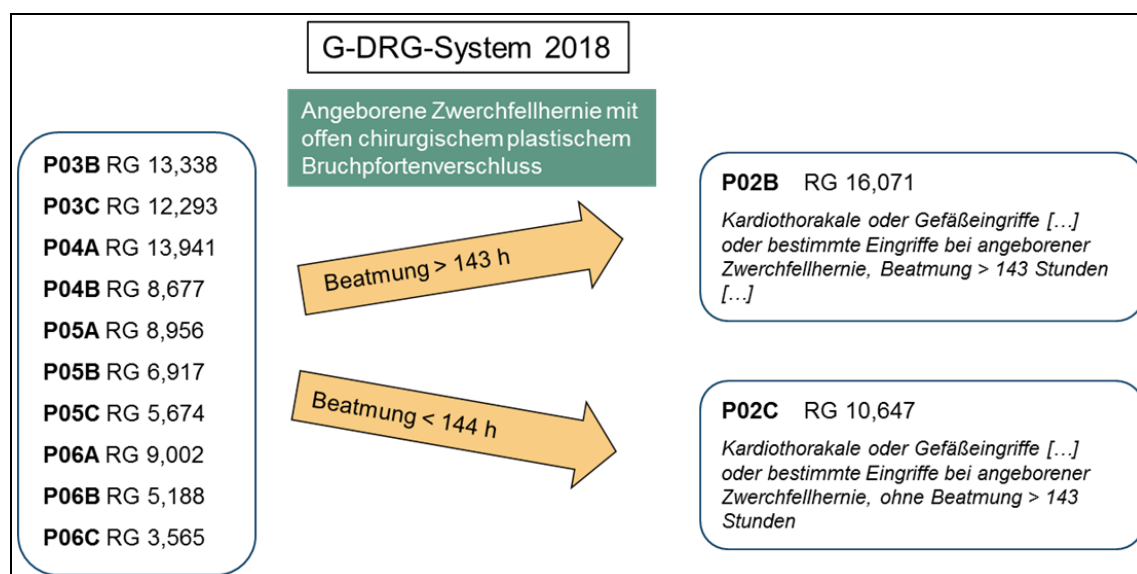 G-DRG-System 2018
Angeborene Zwerchfellhernie mit
offen chirurgischem plastischem
Bruchpfortenverschluss
P03B RG 13,338
P03C RG 12,293
P04A RG 13,941
P04B RG 8,677
P05A RG 8,956
P05B RG 6,917
P05C RG 5,674
P06A RG 9,002
P06B RG 5,188
P06C RG 3,565
Beatmung > 143 h
Beatmung < 144 h
P02B RG 16,071
Kardiothorakale oder Gefäßeingriffe […]
oder bestimmte Eingriffe bei angeborener
Zwerchfellhernie, Beatmung > 143 Stunden
[…]
P02C RG 10,647
Kardiothorakale oder Gefäßeingriffe […]
oder bestimmte Eingriffe bei angeborener
Zwerchfellhernie, ohne Beatmung > 143
Stunden